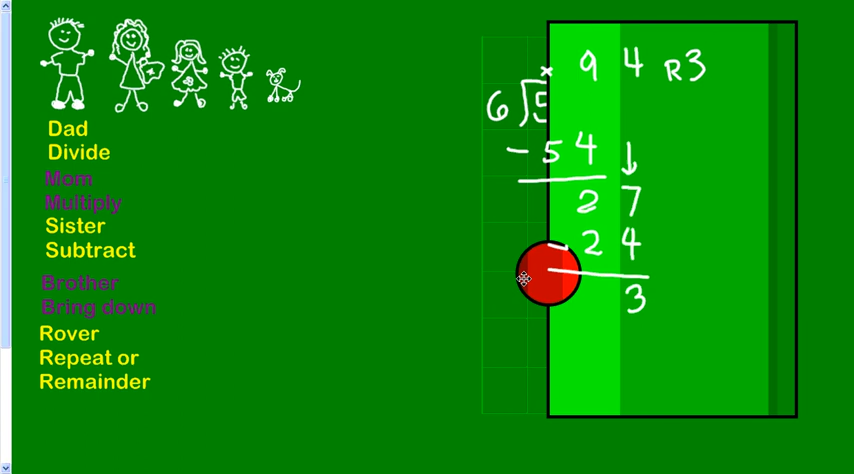 Dad
Divide
Mom
Multiply
Sister
Subtract
Brother
Bring down
Rover
Repeat or
Remainder
x 9 4 R3
6 5
- 5 4 ↓
2 7
- 2 4
3